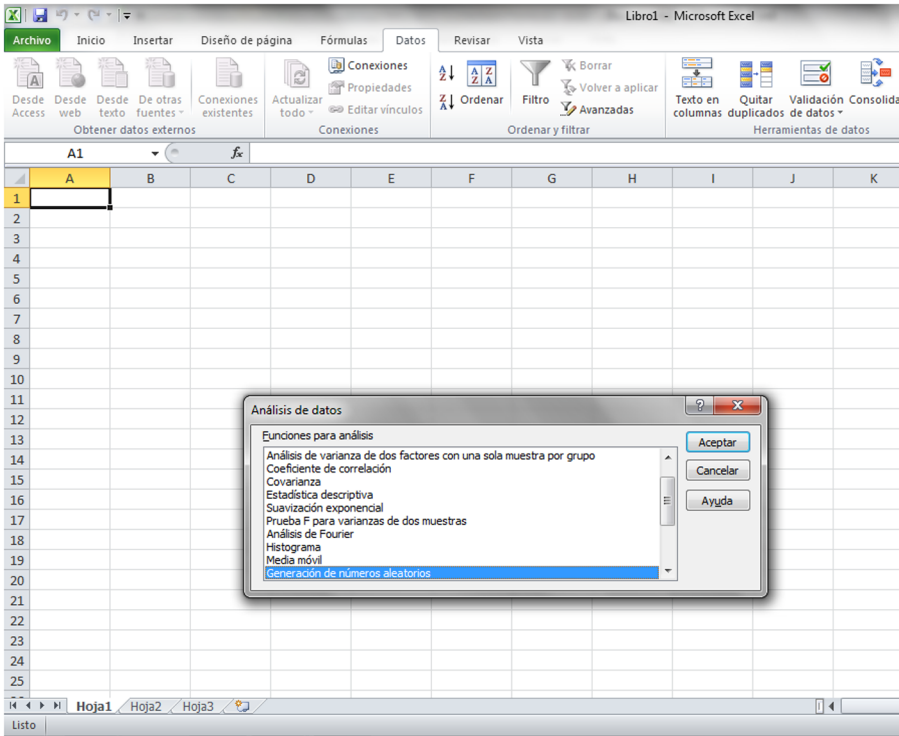 Libro1 - Microsoft Excel
Archivo Inicio Insertar Diseño de página Fórmulas Datos Revisar Vista
Desde Access
Desde web
Desde texto
De otras fuentes
Conexiones existentes
Obtener datos externos
Actualizar todo
Conexiones
Propiedades
Editar vínculos
Conexiones
Ordenar
Filtro
Borrar
Volver a aplicar
Avanzadas
Ordenar y filtrar
Texto en columnas
Quitar duplicados
Validación de datos
Consolida
Herramientas de datos
A1 fx
A B C D E F G H I J K
1
2
3
4
5
6
7
8
9
10
11
12
13
14
15
16
17
18
19
20
21
22
23
24
25
Análisis de datos
Funciones para análisis
Análisis de varianza de dos factores con una sola muestra por grupo
Coeficiente de correlación
Covarianza
Estadística descriptiva
Suavización exponencial
Prueba F para varianzas de dos muestras
Análisis de Fourier
Histograma
Media móvil
Generación de números aleatorios
Aceptar
Cancelar
Ayuda
Hoja1 Hoja2 Hoja3
Listo